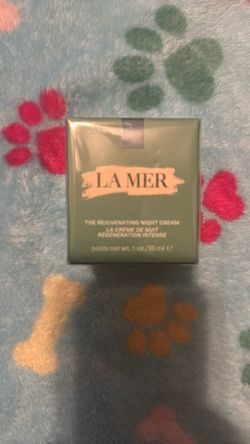 LA MER
THE REJUVENATING NIGHT CREAM
LA CRÈME DE NUIT
RÉGÉNÉRATION INTENSE
poids net wt. 1 oz./30 ml ℮